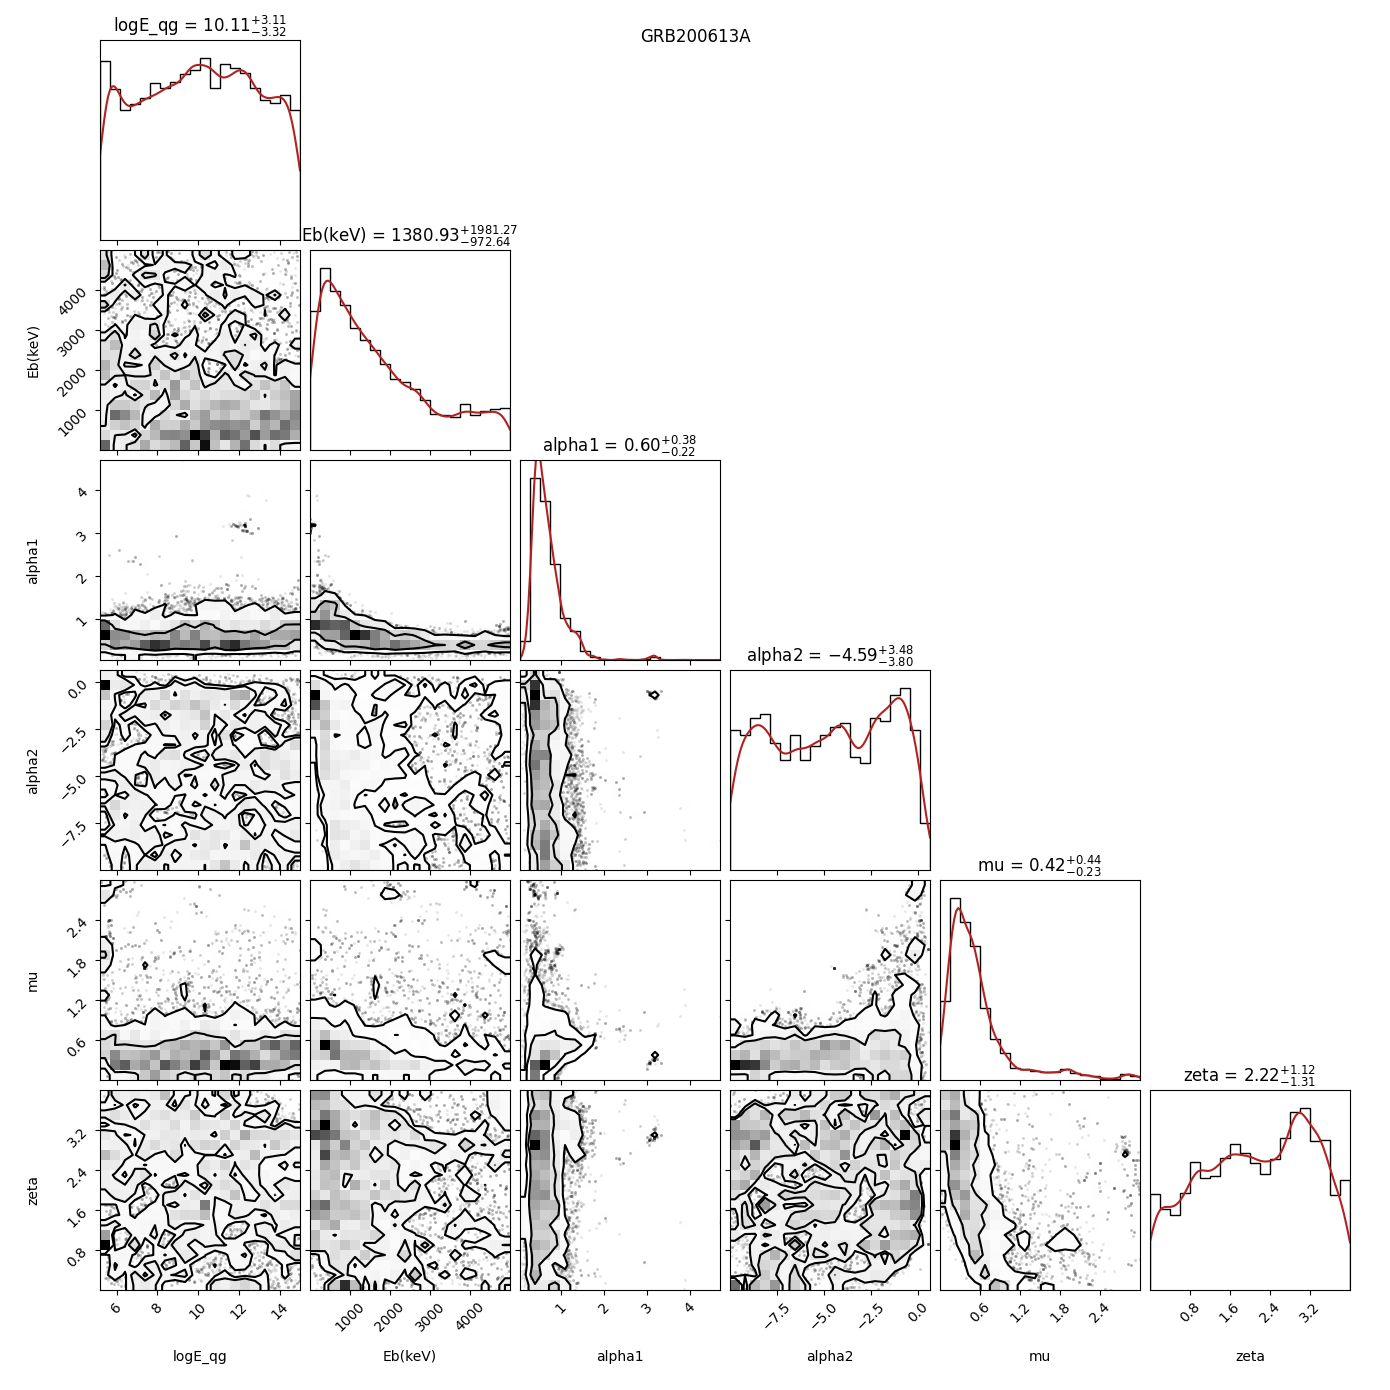 GRB200613A
logE_qg = 10.11^{+3.11}_{-3.32}
Eb(keV) = 1380.93^{+1981.27}_{-972.64}
4000
3000
2000
1000
Eb(keV)
alpha1 = 0.60^{+0.38}_{-0.22}
4
3
2
1
alpha1
alpha2 = −4.59^{+3.48}_{-3.80}
0.0
−2.5
−5.0
−7.5
alpha2
mu = 0.42^{+0.44}_{-0.23}
2.4
1.8
1.2
0.6
mu
zeta = 2.22^{+1.12}_{-1.31}
3.2
2.4
1.6
0.8
zeta
6 8 10 12 14
1000 2000 3000 4000
1 2 3 4
−7.5 −5.0 −2.5 0.0
0.6 1.2 1.8 2.4
0.8 1.6 2.4 3.2
logE_qg
Eb(keV)
alpha1
alpha2
mu
zeta